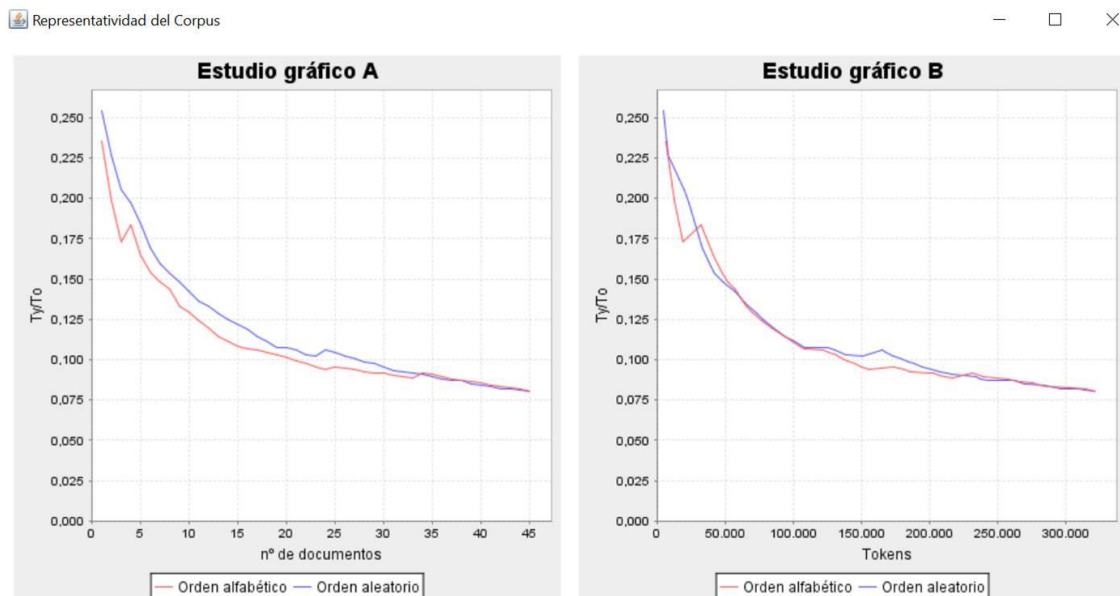 Representatividad del Corpus
Estudio gráfico A
0,250
0,225
0,200
0,175
0,150
0,125
0,100
0,075
0,050
0,025
0,000
Ty/To
0 5 10 15 20 25 30 35 40 45
nº de documentos
Orden alfabético Orden aleatorio
Estudio gráfico B
0,250
0,225
0,200
0,175
0,150
0,125
0,100
0,075
0,050
0,025
0,000
Ty/To
0 50.000 100.000 150.000 200.000 250.000 300.000
Tokens
Orden alfabético Orden aleatorio